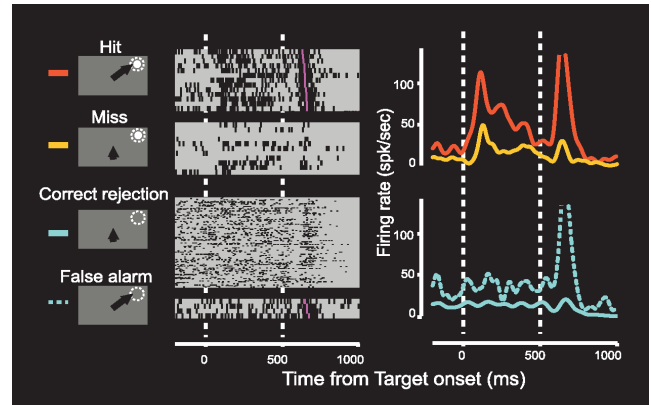 Hit
Miss
Correct rejection
False alarm
100
50
0
Firing rate (spk/sec)
100
50
0
0 500 1000
0 500 1000
Time from Target onset (ms)